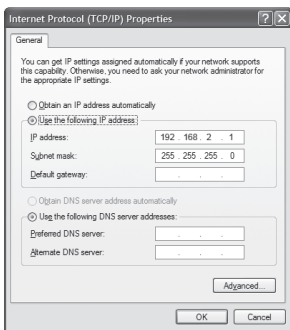 Internet Protocol (TCP/IP) Properties
General
You can get IP settings assigned automatically if your network supports
this capability. Otherwise, you need to ask your network administrator for
the appropriate IP settings.
Obtain an IP address automatically
Use the following IP address:
IP address: 192 . 168 . 2 . 1
Subnet mask: 255 . 255 . 255 . 0
Default gateway: . . .
Obtain DNS server address automatically
Use the following DNS server addresses:
Preferred DNS server: . . .
Alternate DNS server: . . .
Advanced...
OK Cancel